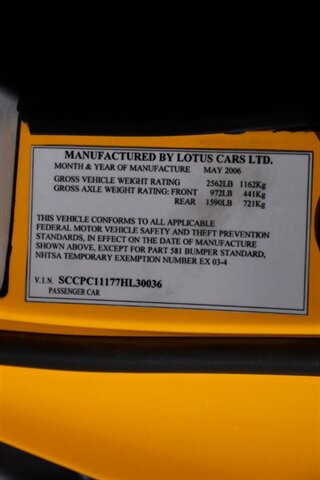 MANUFACTURED BY LOTUS CARS LTD.
MONTH & YEAR OF MANUFACTURE MAY 2006
GROSS VEHICLE WEIGHT RATING 2562LB 1162Kg
GROSS AXLE WEIGHT RATING: FRONT 972LB 441Kg
REAR 1590LB 721Kg
THIS VEHICLE CONFORMS TO ALL APPLICABLE
FEDERAL MOTOR VEHICLE SAFETY AND THEFT PREVENTION
STANDARDS, IN EFFECT ON THE DATE OF MANUFACTURE
SHOWN ABOVE, EXCEPT FOR PART 581 BUMPER STANDARD,
NHTSA TEMPORARY EXEMPTION NUMBER EX 03-4
V.I.N. SCCPC11177HL30036
PASSENGER CAR